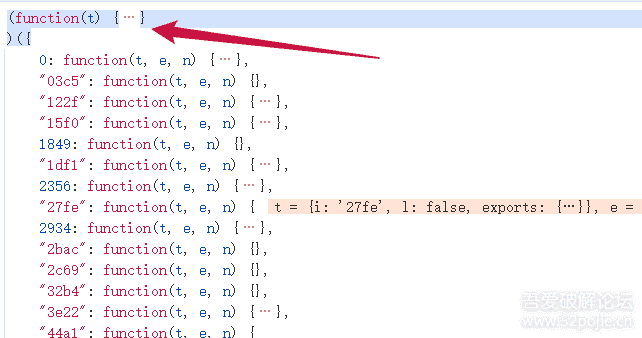 (function(t) {…}
)({
0: function(t, e, n) {…},
"03c5": function(t, e, n) {},
"122f": function(t, e, n) {…},
"15f0": function(t, e, n) {…},
1849: function(t, e, n) {},
"1df1": function(t, e, n) {…},
2356: function(t, e, n) {…},
"27fe": function(t, e, n) { t = {i: '27fe', l: false, exports: {…}}, e =
2934: function(t, e, n) {…},
"2bac": function(t, e, n) {},
"2c69": function(t, e, n) {},
"32b4": function(t, e, n) {},
"3e22": function(t, e, n) {…},
"44a1": function(t, e, n) {
吾爱破解论坛
www.52pojie.cn